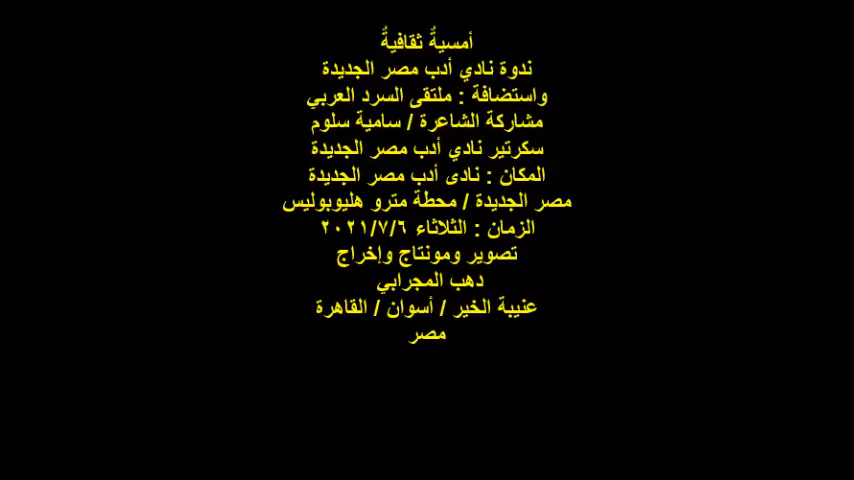 أمسيةٌ ثقافيةٌ
ندوة نادي أدب مصر الجديدة
واستضافة : ملتقى السرد العربي
مشاركة الشاعرة / سامية سلوم
سكرتير نادي أدب مصر الجديدة
المكان : نادى أدب مصر الجديدة
مصر الجديدة / محطة مترو هليوبوليس
الزمان : الثلاثاء ٢٠٢١/٧/٦
تصوير ومونتاج وإخراج
دهب المجرابي
عنيبة الخير / أسوان / القاهرة
مصر